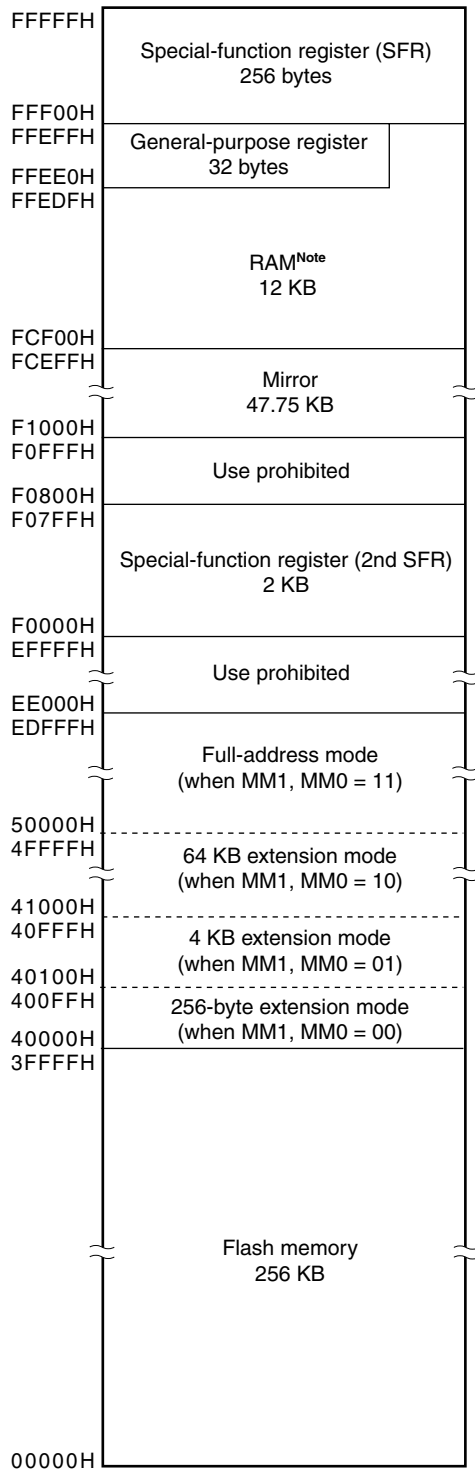 FFFFFH
Special-function register (SFR)
256 bytes
FFF00H
FFEFFH
General-purpose register
32 bytes
FFEE0H
FFEDFH
RAMNote
12 KB
FCF00H
FCEFFH
Mirror
47.75 KB
F1000H
F0FFFH
Use prohibited
F0800H
F07FFH
Special-function register (2nd SFR)
2 KB
F0000H
EFFFFH
Use prohibited
EE000H
EDFFFH
Full-address mode
(when MM1, MM0 = 11)
50000H
4FFFFH
64 KB extension mode
(when MM1, MM0 = 10)
41000H
40FFFH
4 KB extension mode
(when MM1, MM0 = 01)
40100H
400FFH
256-byte extension mode
(when MM1, MM0 = 00)
40000H
3FFFFH
Flash memory
256 KB
00000H